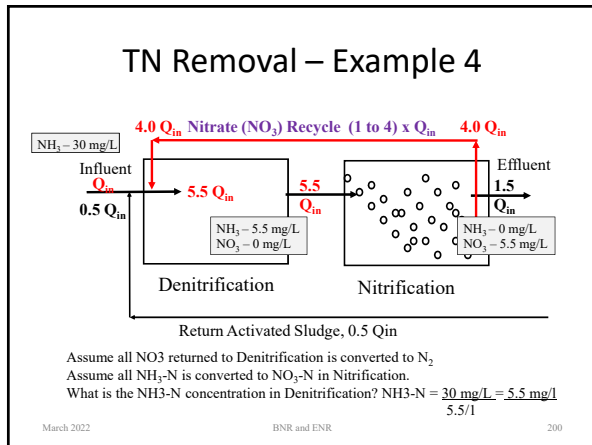 TN Removal – Example 4
4.0 Qin Nitrate (NO3) Recycle (1 to 4) x Qin 4.0 Qin
NH3 – 30 mg/L
Influent
Effluent
Qin
5.5 Qin
5.5
Qin
1.5
Qin
0.5 Qin
NH3 – 5.5 mg/L
NO3 – 0 mg/L
NH3 – 0 mg/L
NO3 – 5.5 mg/L
Denitrification
Nitrification
Return Activated Sludge, 0.5 Qin
Assume all NO3 returned to Denitrification is converted to N2
Assume all NH3-N is converted to NO3-N in Nitrification.
What is the NH3-N concentration in Denitrification? NH3-N = 30 mg/L = 5.5 mg/l
5.5/1
March 2022
BNR and ENR
200